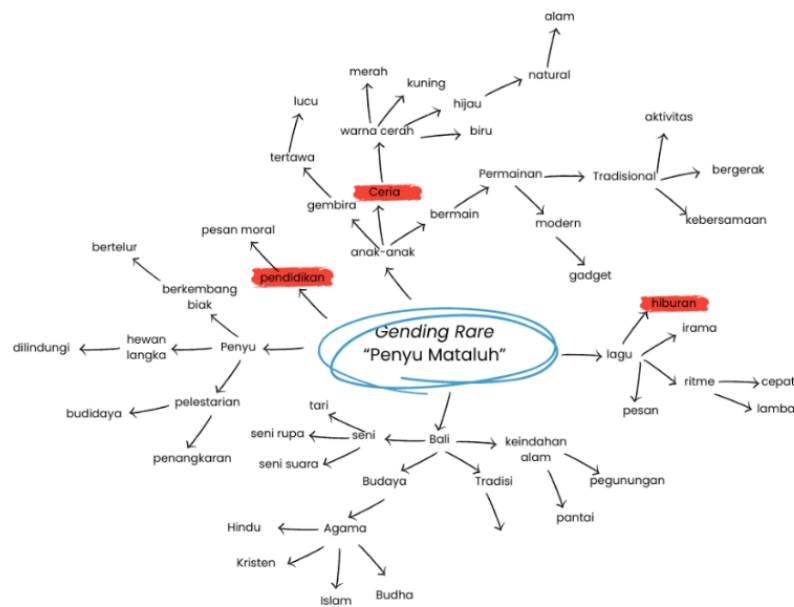 alam
merah
kuning
natural
lucu
hijau
warna cerah
biru
aktivitas
tertawa
Permainan
Tradisional
bergerak
Ceria
gembira
bermain
kebersamaan
pesan moral
modern
bertelur
anak-anak
pendidikan
gadget
berkembang
biak
hiburan
Gending Rare
"Penyu Mataluh"
irama
dilindungi
hewan
langka
Penyu
lagu
ritme
cepat
pelestarian
tari
pesan
lamba
budidaya
seni rupa
seni
Bali
keindahan
alam
penangkaran
seni suara
Budaya
Tradisi
pegunungan
pantai
Hindu
Agama
Kristen
Islam
Budha